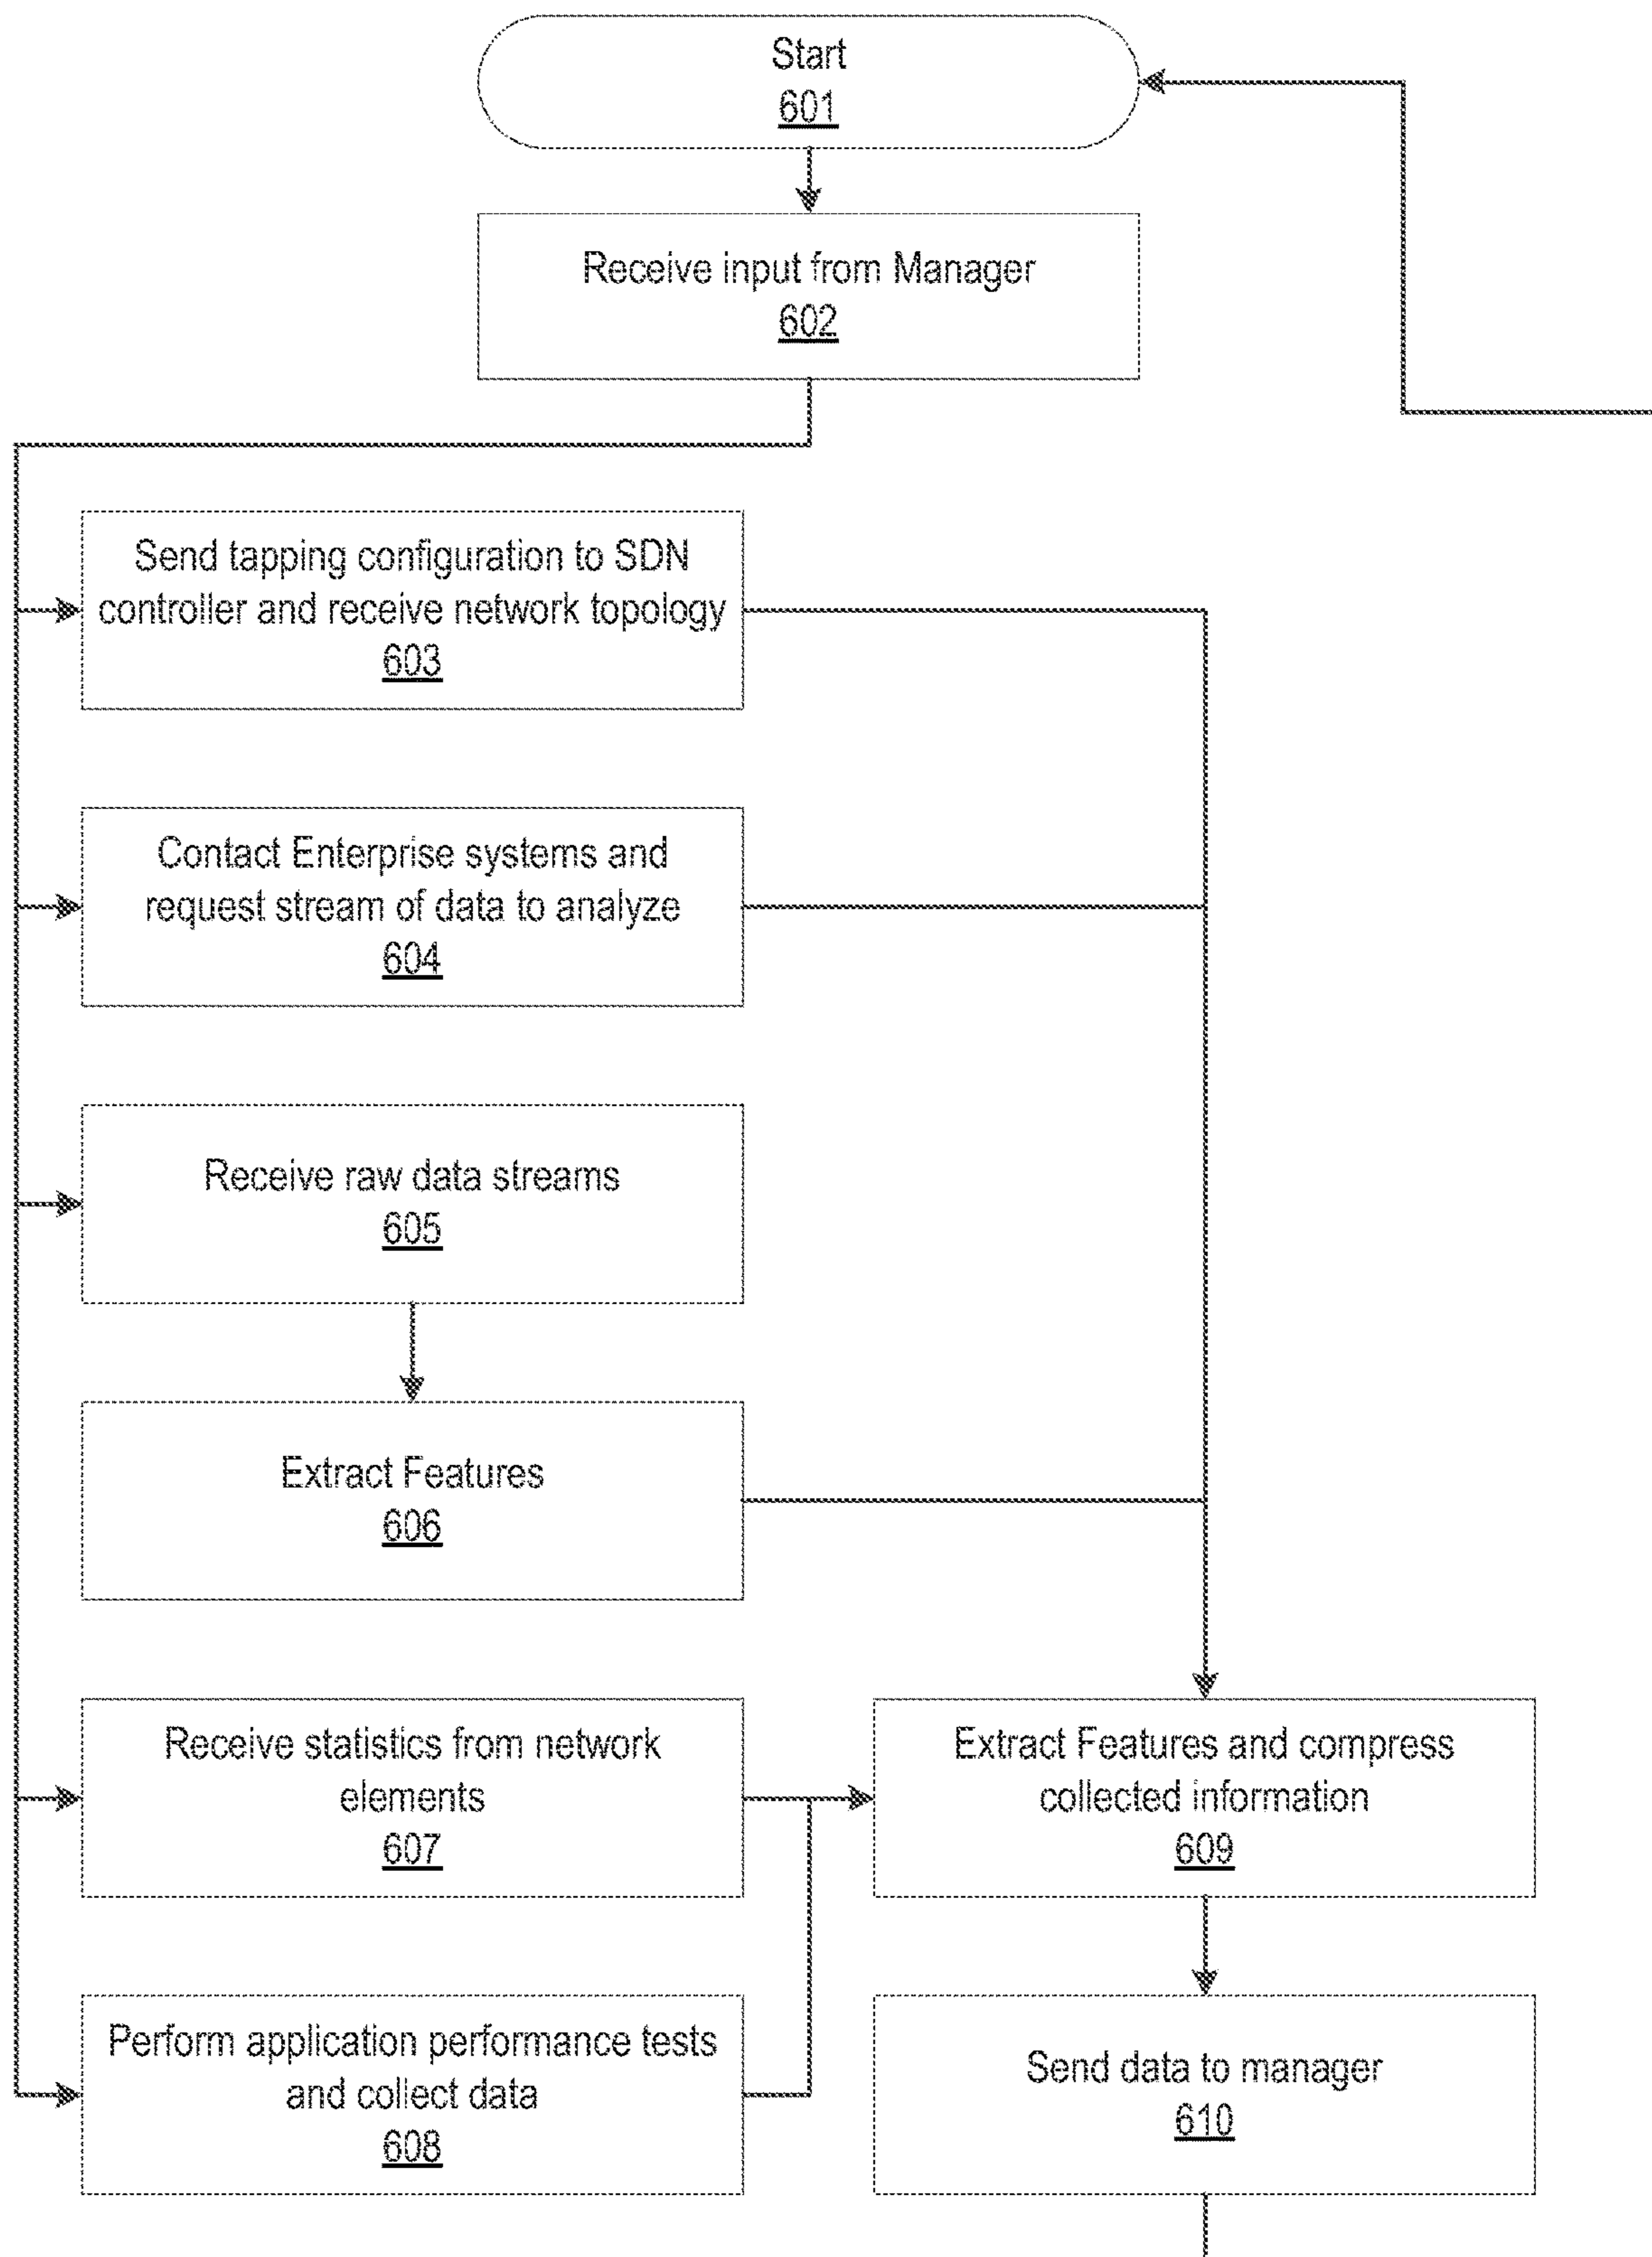 Start
601
Receive input from Manager
602
Send tapping configuration to SDN
controller and receive network topology
603
Contact Enterprise systems and
request stream of data to analyze
604
Receive raw data streams
605
Extract Features
606
Receive statistics from network
elements
607
Extract Features and compress
collected information
609
Perform application performance tests
and collect data
608
Send data to manager
610